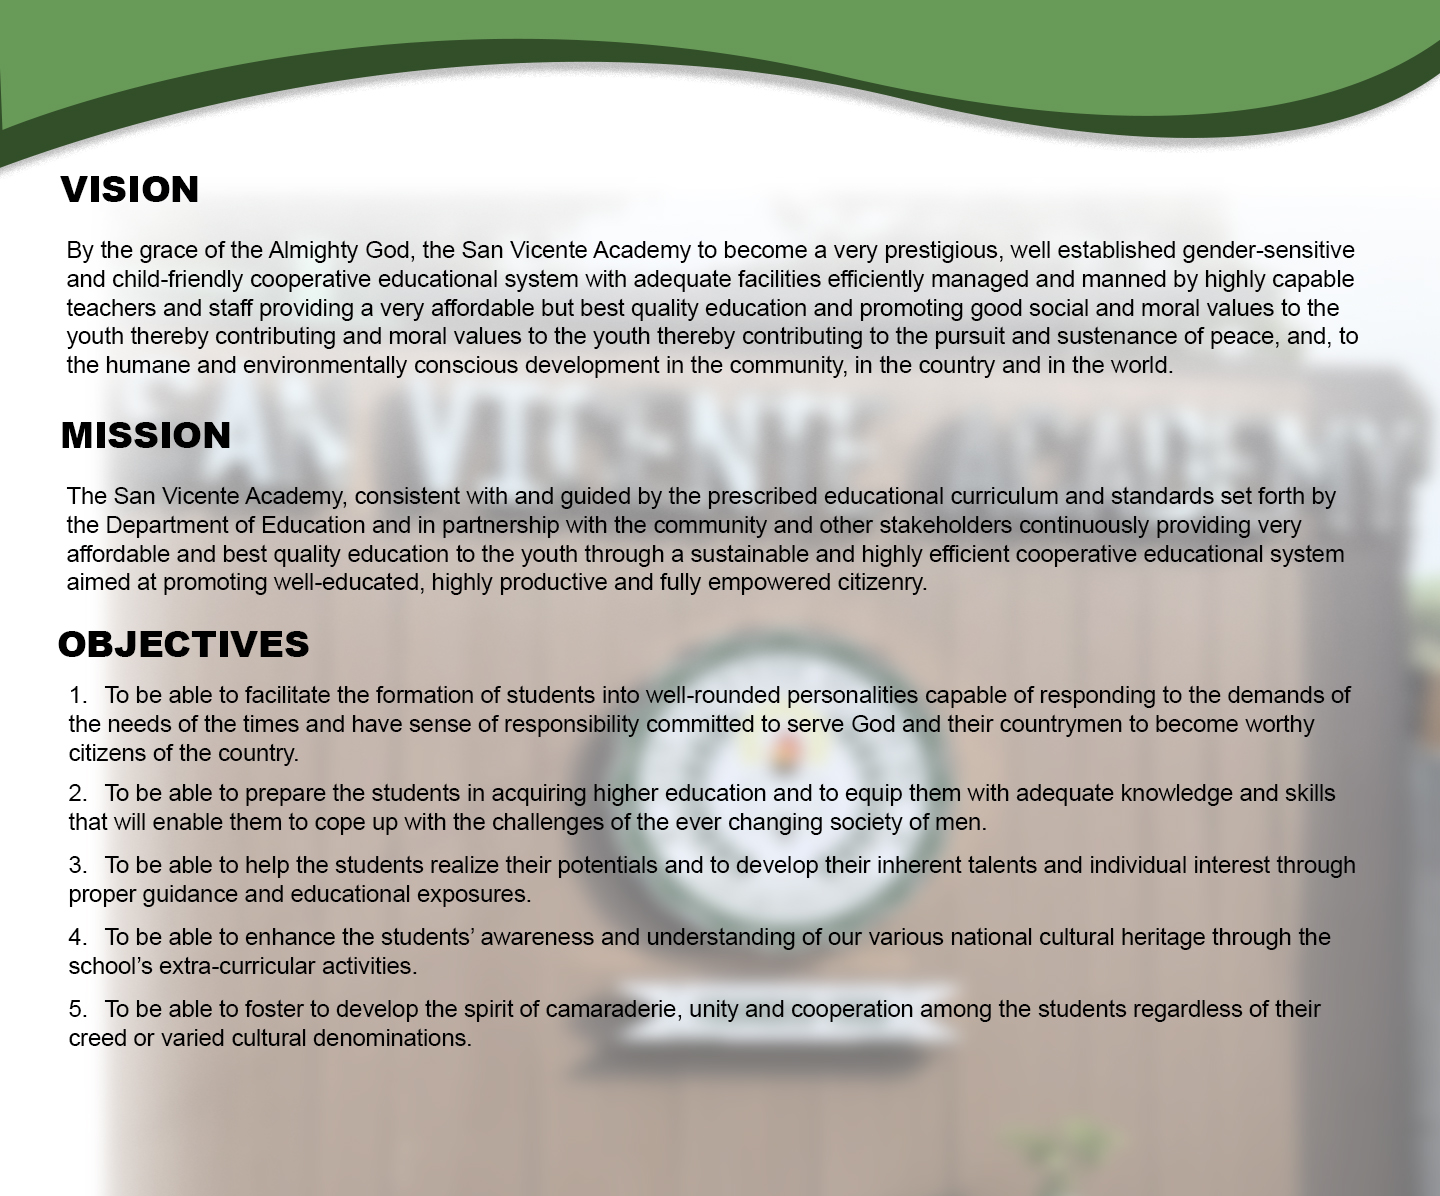 VISION
By the grace of the Almighty God, the San Vicente Academy to become a very prestigious, well established gender-sensitive
and child-friendly cooperative educational system with adequate facilities efficiently managed and manned by highly capable
teachers and staff providing a very affordable but best quality education and promoting good social and moral values to the
youth thereby contributing and moral values to the youth thereby contributing to the pursuit and sustenance of peace, and, to
the humane and environmentally conscious development in the community, in the country and in the world.
SAN VICENTE ACADEMY
MISSION
The San Vicente Academy, consistent with and guided by the prescribed educational curriculum and standards set forth by
the Department of Education and in partnership with the community and other stakeholders continuously providing very
affordable and best quality education to the youth through a sustainable and highly efficient cooperative educational system
aimed at promoting well-educated, highly productive and fully empowered citizenry.
OBJECTIVES
1. To be able to facilitate the formation of students into well-rounded personalities capable of responding to the demands of
the needs of the times and have sense of responsibility committed to serve God and their countrymen to become worthy
citizens of the country.
2. To be able to prepare the students in acquiring higher education and to equip them with adequate knowledge and skills
that will enable them to cope up with the challenges of the ever changing society of men.
3. To be able to help the students realize their potentials and to develop their inherent talents and individual interest through
proper guidance and educational exposures.
4. To be able to enhance the students’ awareness and understanding of our various national cultural heritage through the
school’s extra-curricular activities.
5. To be able to foster to develop the spirit of camaraderie, unity and cooperation among the students regardless of their
creed or varied cultural denominations.